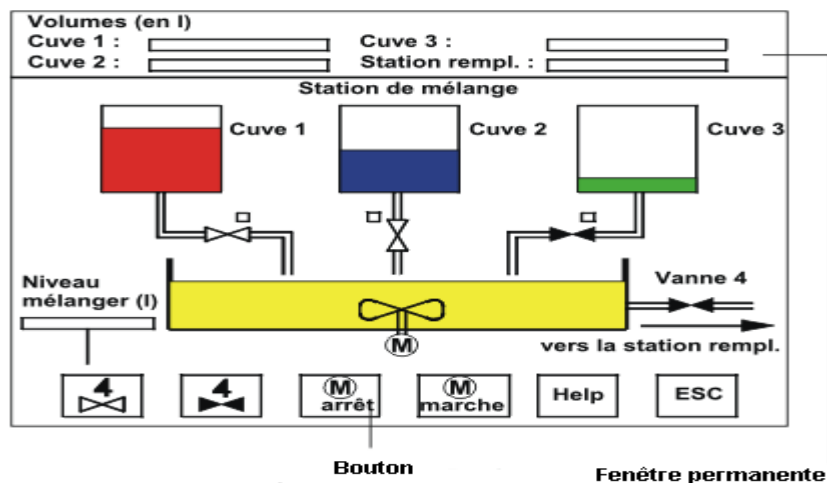 Volumes (en l)
Cuve 1 :
Cuve 3 :
Cuve 2 :
Station rempl. :
Station de mélange
Cuve 1
Cuve 2
Cuve 3
Niveau
mélanger (l)
Vanne 4
M
vers la station rempl.
4
4
M
arrêt
M
marche
Help
ESC
Bouton
Fenêtre permanente